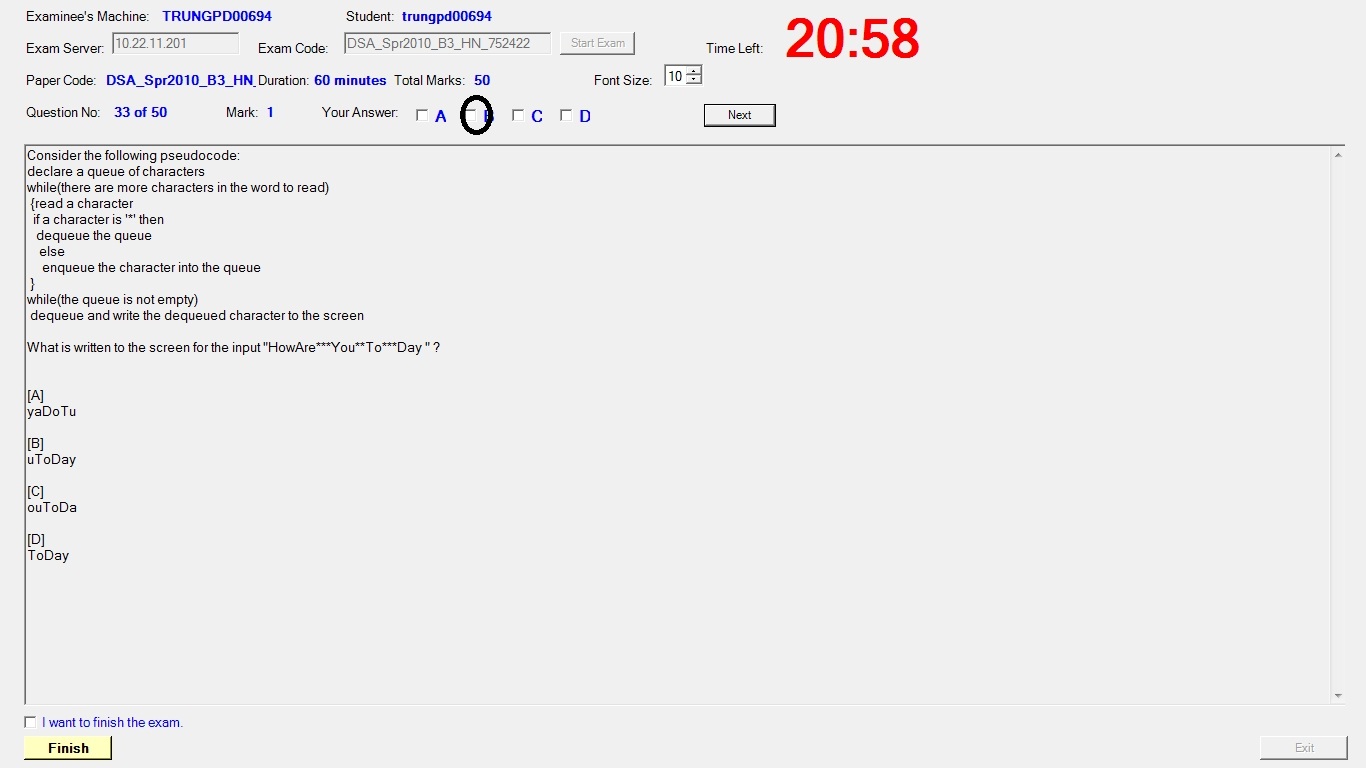 Examinee's Machine: TRUNGPD00694 Student: trungpd00694
Exam Server: 10.22.11.201 Exam Code: DSA_Spr2010_B3_HN_752422 Start Exam Time Left: 20:58
Paper Code: DSA_Spr2010_B3_HN_ Duration: 60 minutes Total Marks: 50 Font Size: 10
Question No: 33 of 50 Mark: 1 Your Answer: A B C D Next
Consider the following pseudocode:
declare a queue of characters
while(there are more characters in the word to read)
{read a character
if a character is '*' then
dequeue the queue
else
enqueue the character into the queue
}
while(the queue is not empty)
dequeue and write the dequeued character to the screen
What is written to the screen for the input "HowAre***You**To***Day " ?
[A]
yaDoTu
[B]
uToDay
[C]
ouToDa
[D]
ToDay
I want to finish the exam.
Finish Exit